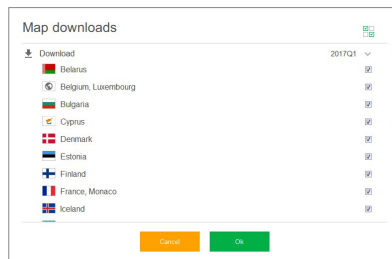 Map downloads
Download 2017Q1
Belarus
Belgium, Luxembourg
Bulgaria
Cyprus
Denmark
Estonia
Finland
France, Monaco
Iceland
Cancel Ok